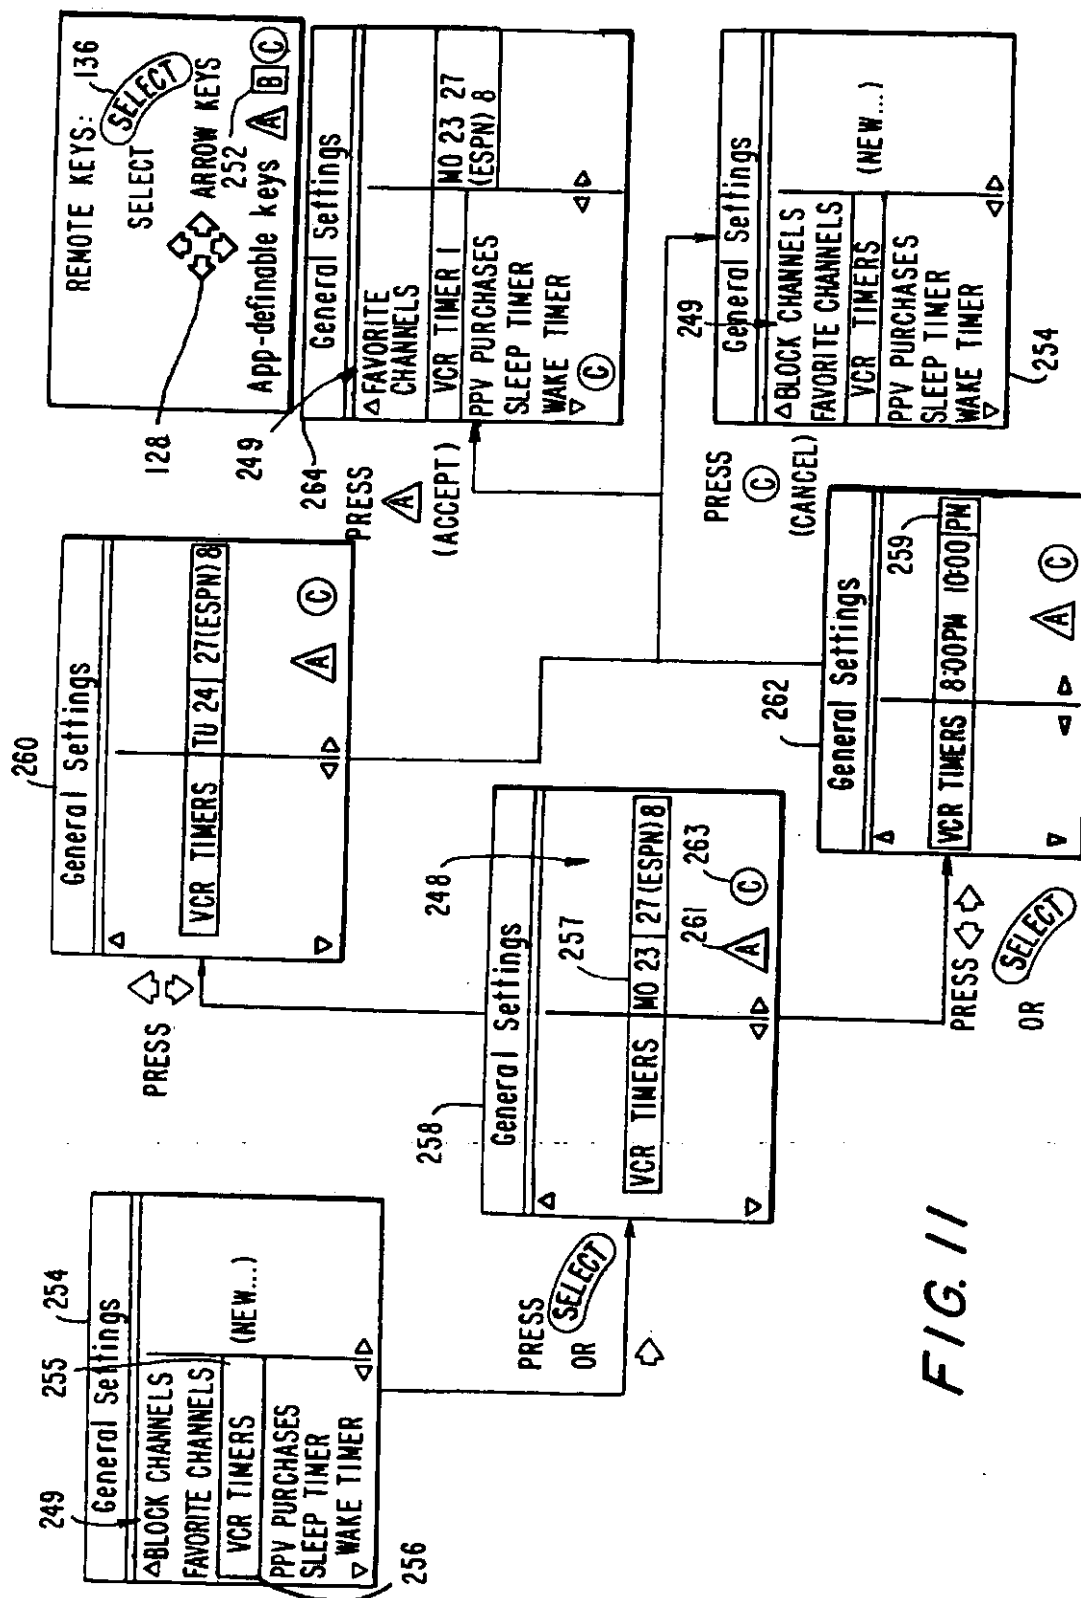 REMOTE KEYS:
136
SELECT
SELECT
ARROW KEYS
128
252
App-definable keys A B C
254
General Settings
249
BLOCK CHANNELS
FAVORITE CHANNELS
255
VCR TIMERS
(NEW...)
PPV PURCHASES
SLEEP TIMER
WAKE TIMER
256
PRESS
SELECT
OR
258
General Settings
248
257
VCR TIMERS MO 23 27(ESPN)8
261
263
A
C
PRESS
260
General Settings
VCR TIMERS TU 24 27(ESPN)8
A
C
PRESS
OR
SELECT
262
General Settings
259
VCR TIMERS 8:00PM 10:00 PM
A
C
PRESS
A
(ACCEPT)
264
249
General Settings
FAVORITE
CHANNELS
VCR TIMER 1
MO 23 27
(ESPN) 8
PPV PURCHASES
SLEEP TIMER
WAKE TIMER
C
PRESS
C
(CANCEL)
249
General Settings
BLOCK CHANNELS
FAVORITE CHANNELS
VCR TIMERS
(NEW...)
PPV PURCHASES
SLEEP TIMER
WAKE TIMER
254
FIG. 11